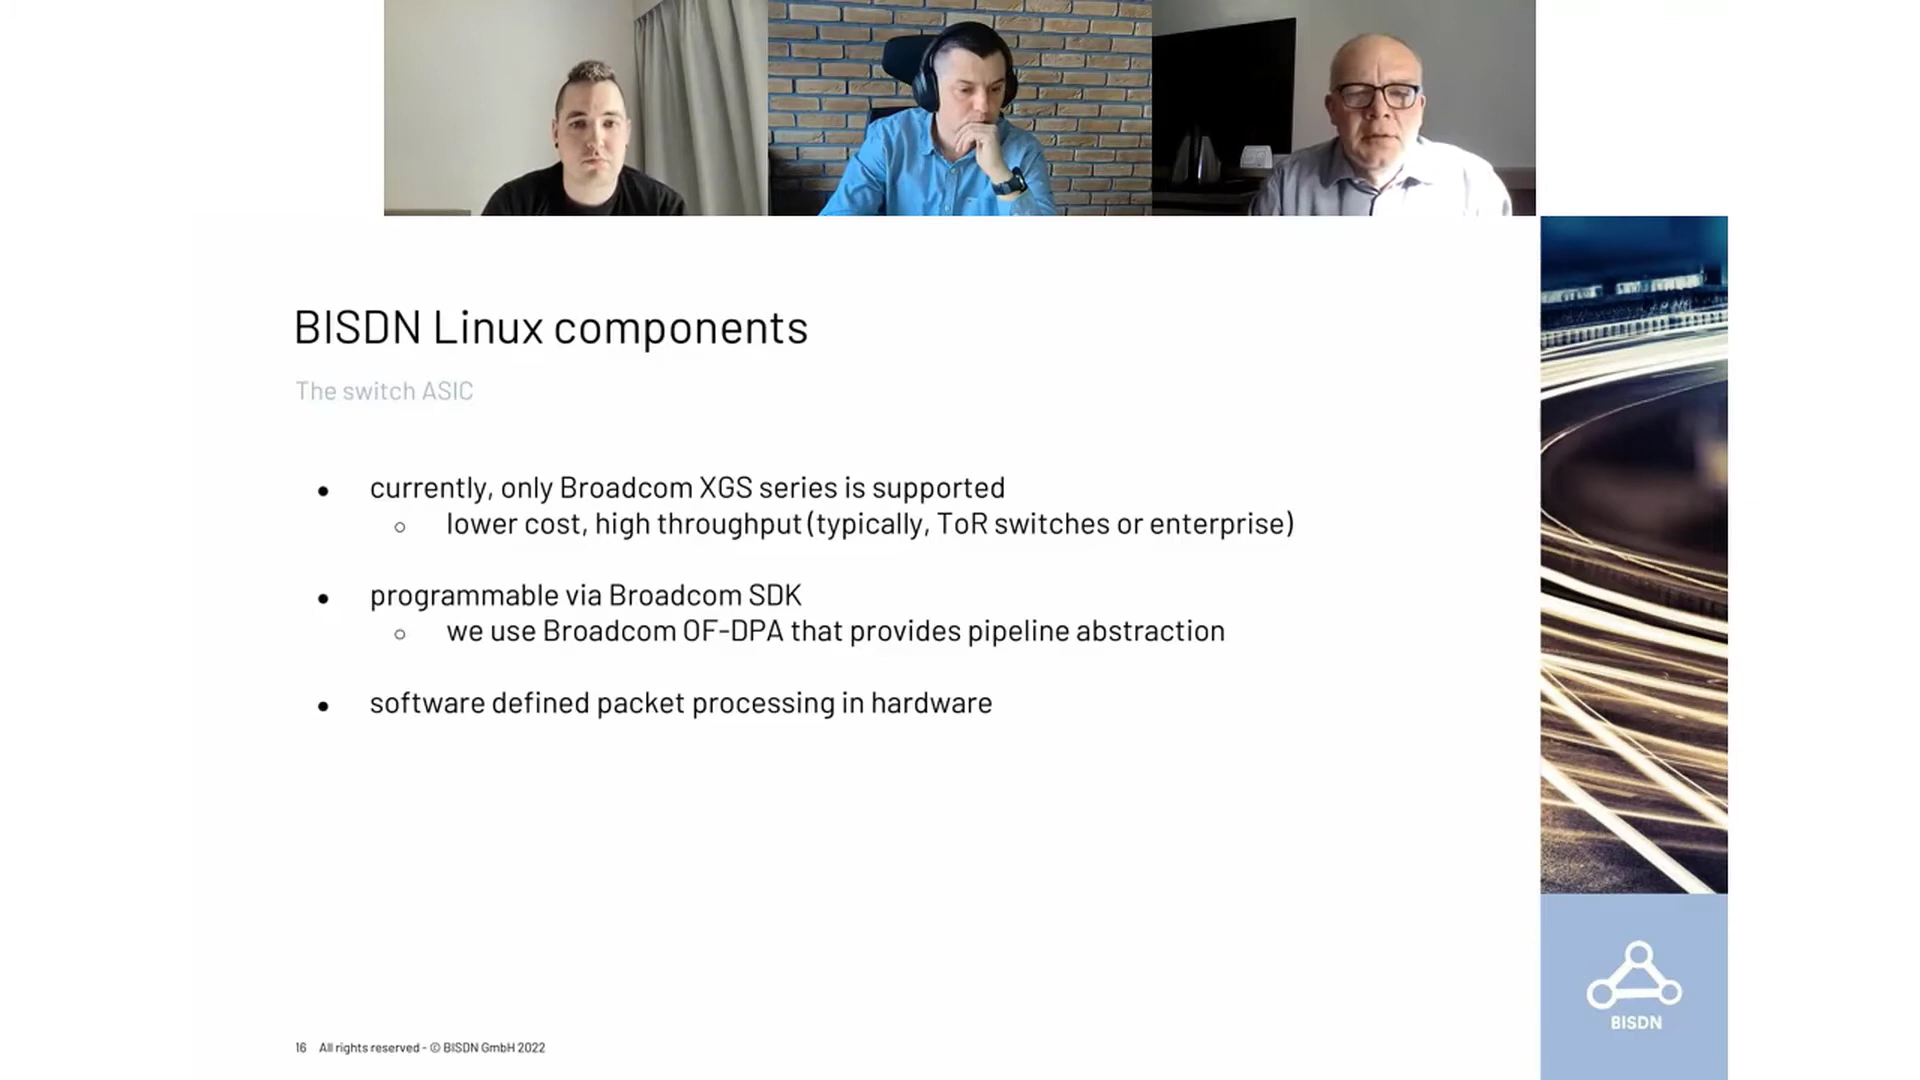 BISDN Linux components
The switch ASIC
● currently, only Broadcom XGS series is supported
○ lower cost, high throughput (typically, ToR switches or enterprise)
● programmable via Broadcom SDK
○ we use Broadcom OF-DPA that provides pipeline abstraction
● software defined packet processing in hardware
BISDN
16 All rights reserved - © BISDN GmbH 2022